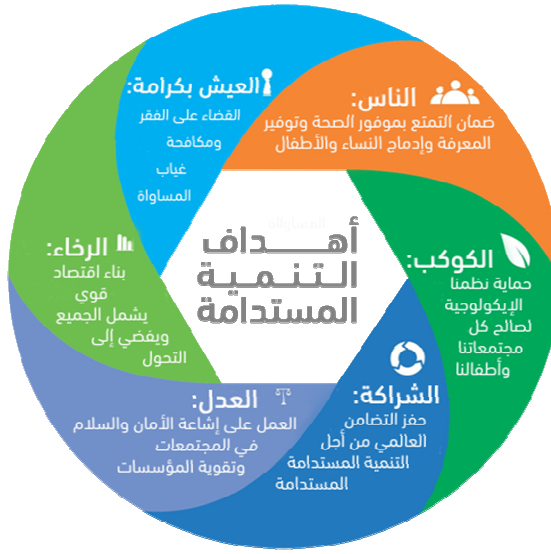 أهداف
التنمية
المستدامة
العيش بكرامة:
القضاء على الفقر
ومكافحة
غياب
المساواة
الناس:
ضمان التمتع بموفور الصحة وتوفير
المعرفة وإدماج النساء والأطفال
الكوكب:
حماية نظمنا
الإيكولوجية
لصالح كل
مجتمعاتنا
وأطفالنا
الشراكة:
حفز التضامن
العالمي من أجل
التنمية المستدامة
المستدامة
العدل:
العمل على إشاعة الأمان والسلام
في المجتمعات
وتقوية المؤسسات
الرخاء:
بناء اقتصاد
قوي
يشمل الجميع
ويفضي إلى
التحول